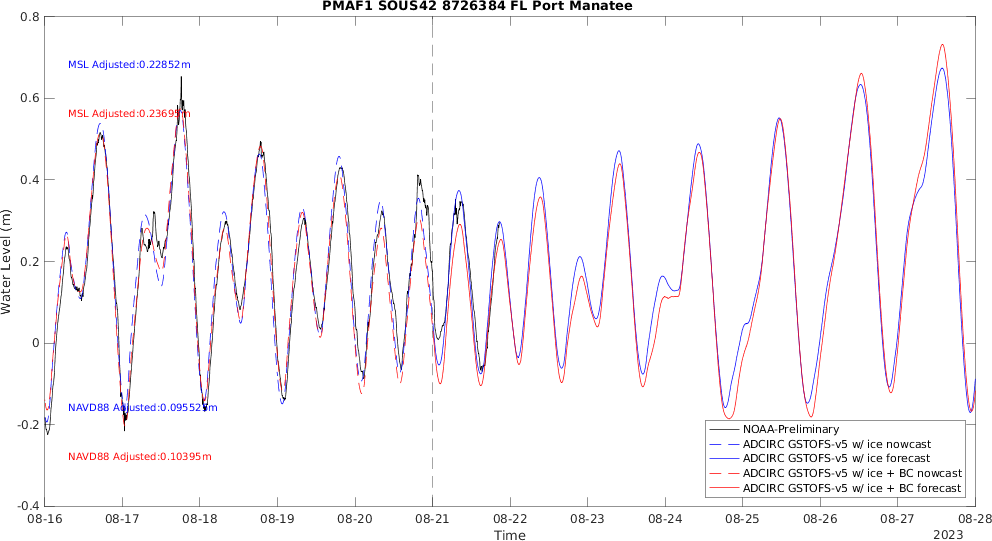 PMAF1 SOUS42 8726384 FL Port Manatee
Water Level (m)
0.8
0.6
0.4
0.2
0
-0.2
-0.4
MSL Adjusted:0.22852m
MSL Adjusted:0.23695m
NAVD88 Adjusted:0.095523m
NAVD88 Adjusted:0.10395m
NOAA-Preliminary
ADCIRC GSTOFS-v5 w/ ice nowcast
ADCIRC GSTOFS-v5 w/ ice forecast
ADCIRC GSTOFS-v5 w/ ice + BC nowcast
ADCIRC GSTOFS-v5 w/ ice + BC forecast
08-16 08-17 08-18 08-19 08-20 08-21 08-22 08-23 08-24 08-25 08-26 08-27 08-28
Time
2023